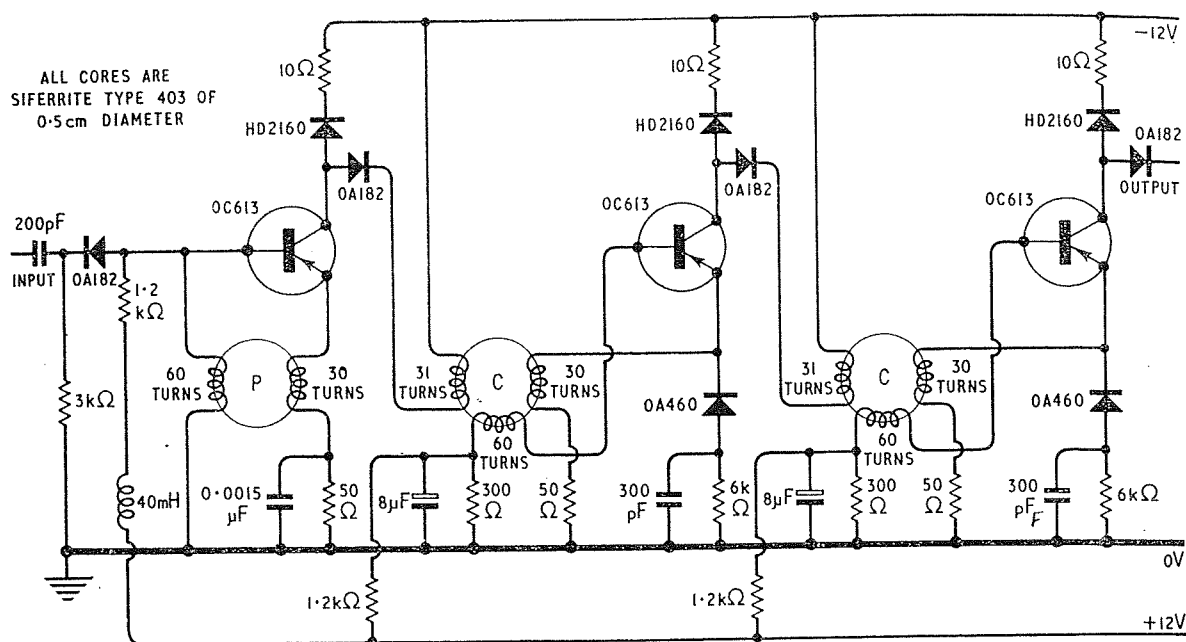 ALL CORES ARE
SIFERRITE TYPE 403 OF
0·5cm DIAMETER
10Ω
HD2160
OA182
OC613
200pF
INPUT
OA182
1·2
kΩ
3kΩ
60
TURNS
P
30
TURNS
40mH
0.0015
μF
50
Ω
31
TURNS
C
30
TURNS
60
TURNS
8μF
300
Ω
50
Ω
1·2kΩ
10Ω
HD2160
OA182
OC613
OA460
300
pF
6k
Ω
31
TURNS
C
30
TURNS
60
TURNS
8μF
300
Ω
50
Ω
1·2kΩ
−12V
10Ω
HD2160
OA182
OUTPUT
OC613
OA460
300
pF F
6kΩ
0V
+12V